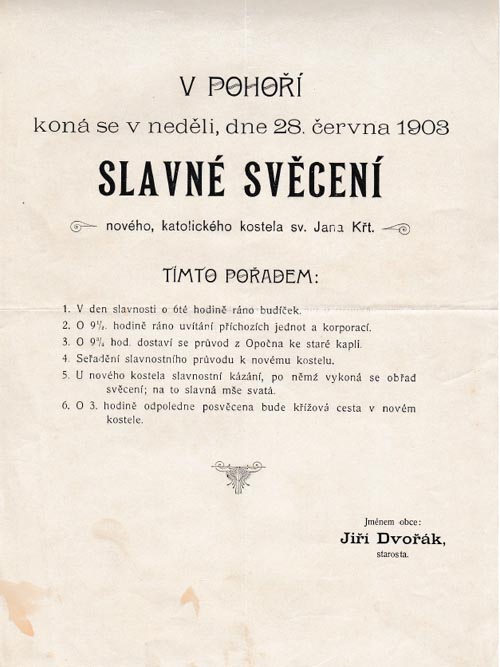 V POHOŘÍ
koná se v neděli, dne 28. června 1903
SLAVNÉ SVĚCENÍ
nového, katolického kostela sv. Jana Křt.
TÍMTO POŘADEM:
1. V den slavnosti o 6té hodině ráno budíček.
2. O hodině ráno uvítání příchozích jednot a korporací.
3. O hod. dostaví se průvod z Opočna ke staré kapli.
4. Seřadění slavnostního průvodu k novému kostelu.
5. U nového kostela slavnostní kázání, po němž vykoná se obřad
svěcení; na to slavná mše svatá.
6. O 3. hodině odpoledne posvěcena bude křížová cesta v novém
kostele.
Jménem obce:
Jiří Dvořák,
starosta.